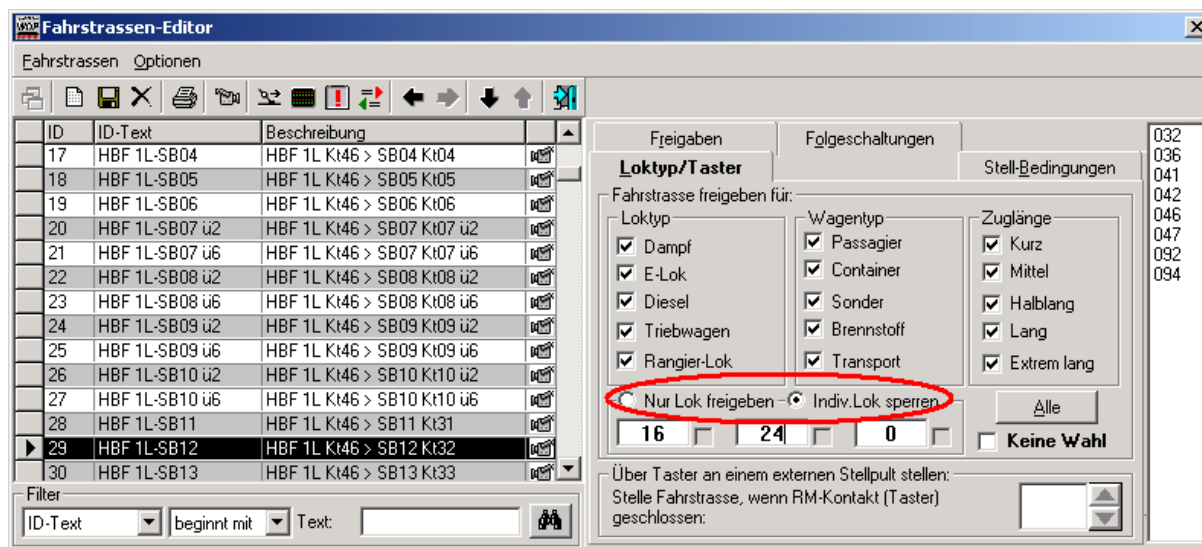 Fahrstrassen-Editor
Fahrstrassen Optionen
ID ID-Text Beschreibung
17 HBF 1L-SB04 HBF 1L Kt46 > SB04 Kt04
18 HBF 1L-SB05 HBF 1L Kt46 > SB05 Kt05
19 HBF 1L-SB06 HBF 1L Kt46 > SB06 Kt06
20 HBF 1L-SB07 ü2 HBF 1L Kt46 > SB07 Kt07 ü2
21 HBF 1L-SB07 ü6 HBF 1L Kt46 > SB07 Kt07 ü6
22 HBF 1L-SB08 ü2 HBF 1L Kt46 > SB08 Kt08 ü2
23 HBF 1L-SB08 ü6 HBF 1L Kt46 > SB08 Kt08 ü6
24 HBF 1L-SB09 ü2 HBF 1L Kt46 > SB09 Kt09 ü2
25 HBF 1L-SB09 ü6 HBF 1L Kt46 > SB09 Kt09 ü6
26 HBF 1L-SB10 ü2 HBF 1L Kt46 > SB10 Kt10 ü2
27 HBF 1L-SB10 ü6 HBF 1L Kt46 > SB10 Kt10 ü6
28 HBF 1L-SB11 HBF 1L Kt46 > SB11 Kt31
29 HBF 1L-SB12 HBF 1L Kt46 > SB12 Kt32
30 HBF 1L-SB13 HBF 1L Kt46 > SB13 Kt33
Filter
ID-Text beginnt mit Text:
Freigaben Folgeschaltungen
Loktyp/Taster Stell-Bedingungen
Fahrstrasse freigeben für:
Loktyp Wagentyp Zuglänge
Dampf Passagier Kurz
E-Lok Container Mittel
Diesel Sonder Halblang
Triebwagen Brennstoff Lang
Rangier-Lok Transport Extrem lang
Nur Lok freigeben Indiv.Lok sperren Alle
16 24 0 Keine Wahl
Über Taster an einem externen Stellpult stellen:
Stelle Fahrstrasse, wenn RM-Kontakt (Taster)
geschlossen:
032
036
041
042
046
047
092
094